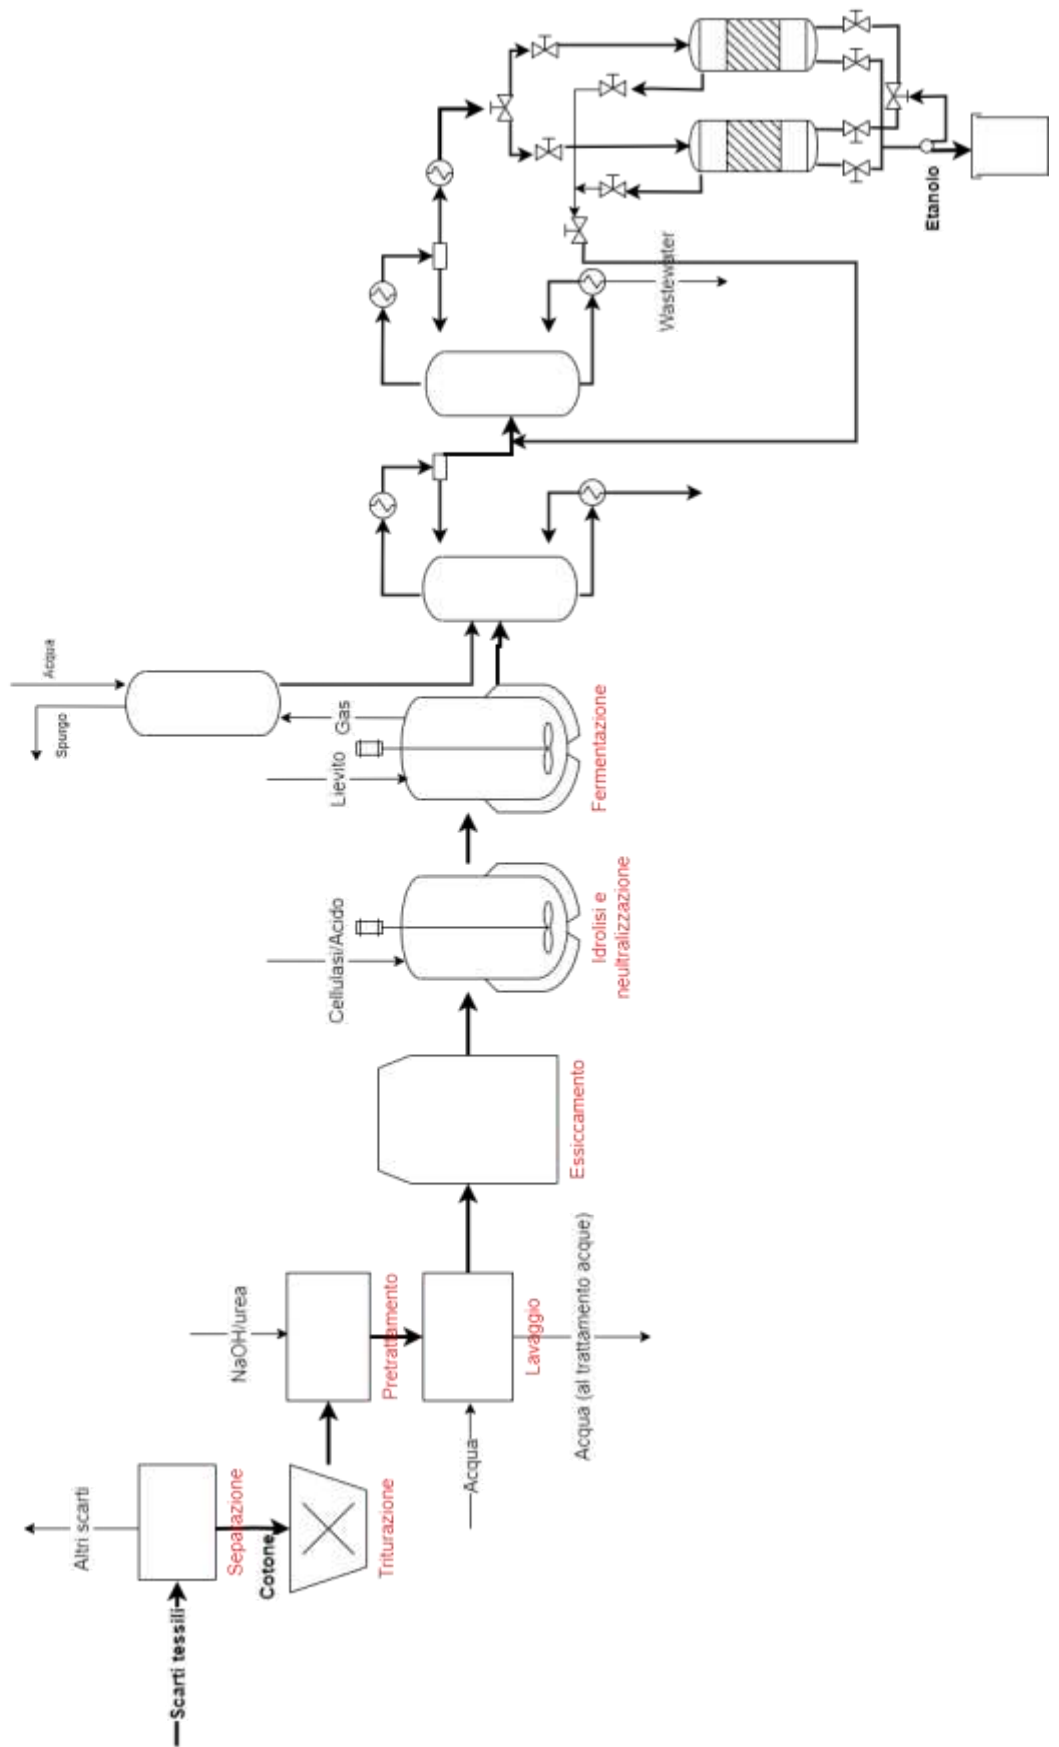 Scarti tessili
Altri scarti
Separazione
Cotone
Triturazione
NaOH/urea
Pretrattamento
Acqua
Lavaggio
Acqua (al trattamento acque)
Essiccamento
Cellulasi/Acido
Idrolisi e
neultralizzazione
Lievito
Gas
Fermentazione
Spurgo
Acqua
Wastewater
Etanolo